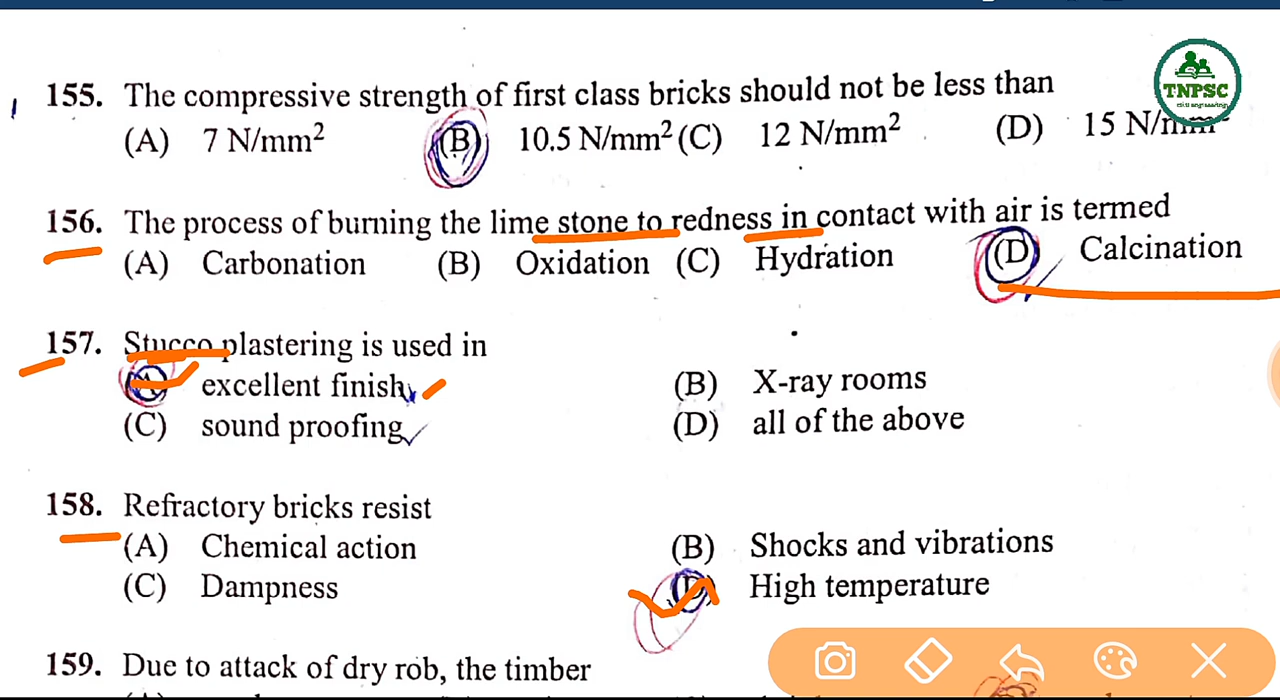 TNPSC
155. The compressive strength of first class bricks should not be less than
(A) 7 N/mm² (B) 10.5 N/mm² (C) 12 N/mm² (D) 15 N/mm²
156. The process of burning the lime stone to redness in contact with air is termed
(A) Carbonation (B) Oxidation (C) Hydration (D) Calcination
157. Stucco plastering is used in
(A) excellent finish (B) X-ray rooms
(C) sound proofing (D) all of the above
158. Refractory bricks resist
(A) Chemical action (B) Shocks and vibrations
(C) Dampness (D) High temperature
159. Due to attack of dry rob, the timber